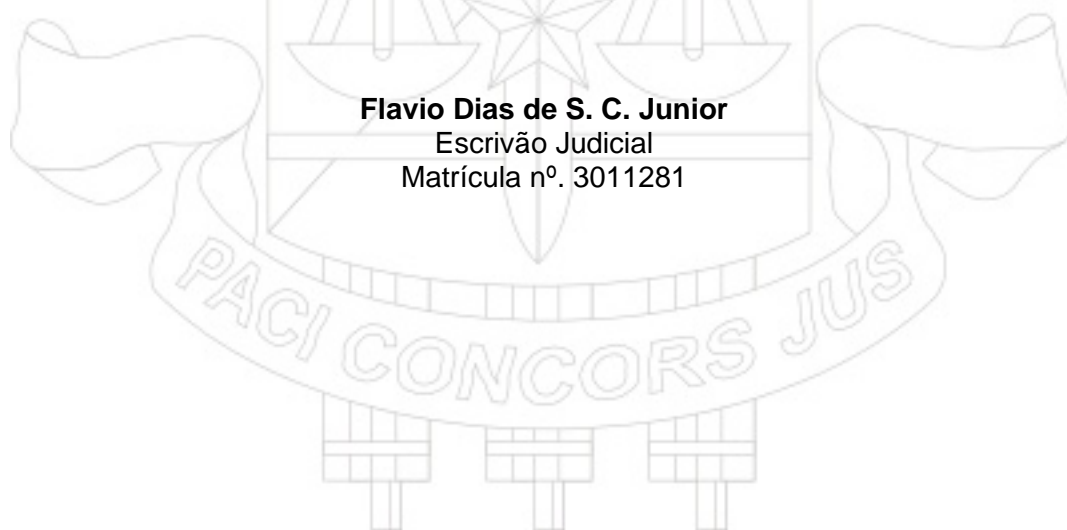 Flavio Dias de S. C. Junior
Escrivão Judicial
Matrícula nº. 3011281
PACI CONCORS JUS